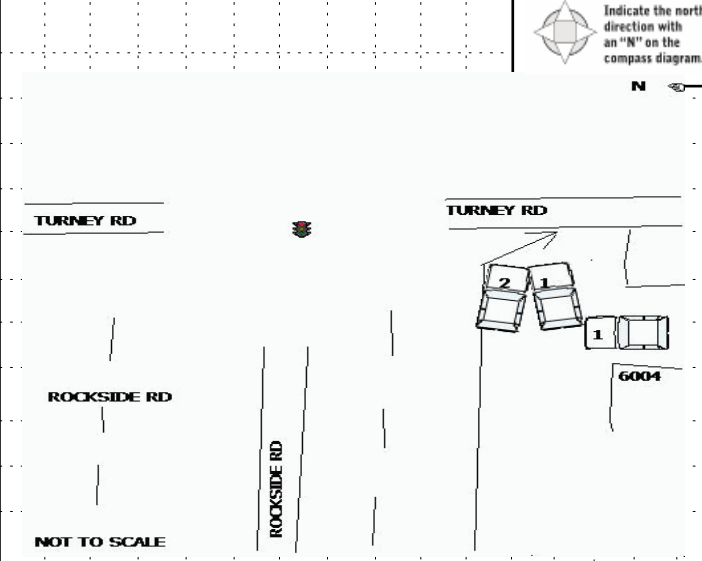 Indicate the north
direction with
an "N" on the
compass diagram.
N
TURNEY RD
TURNEY RD
2
1
1
6004
ROCKSIDE RD
ROCKSIDE RD
NOT TO SCALE